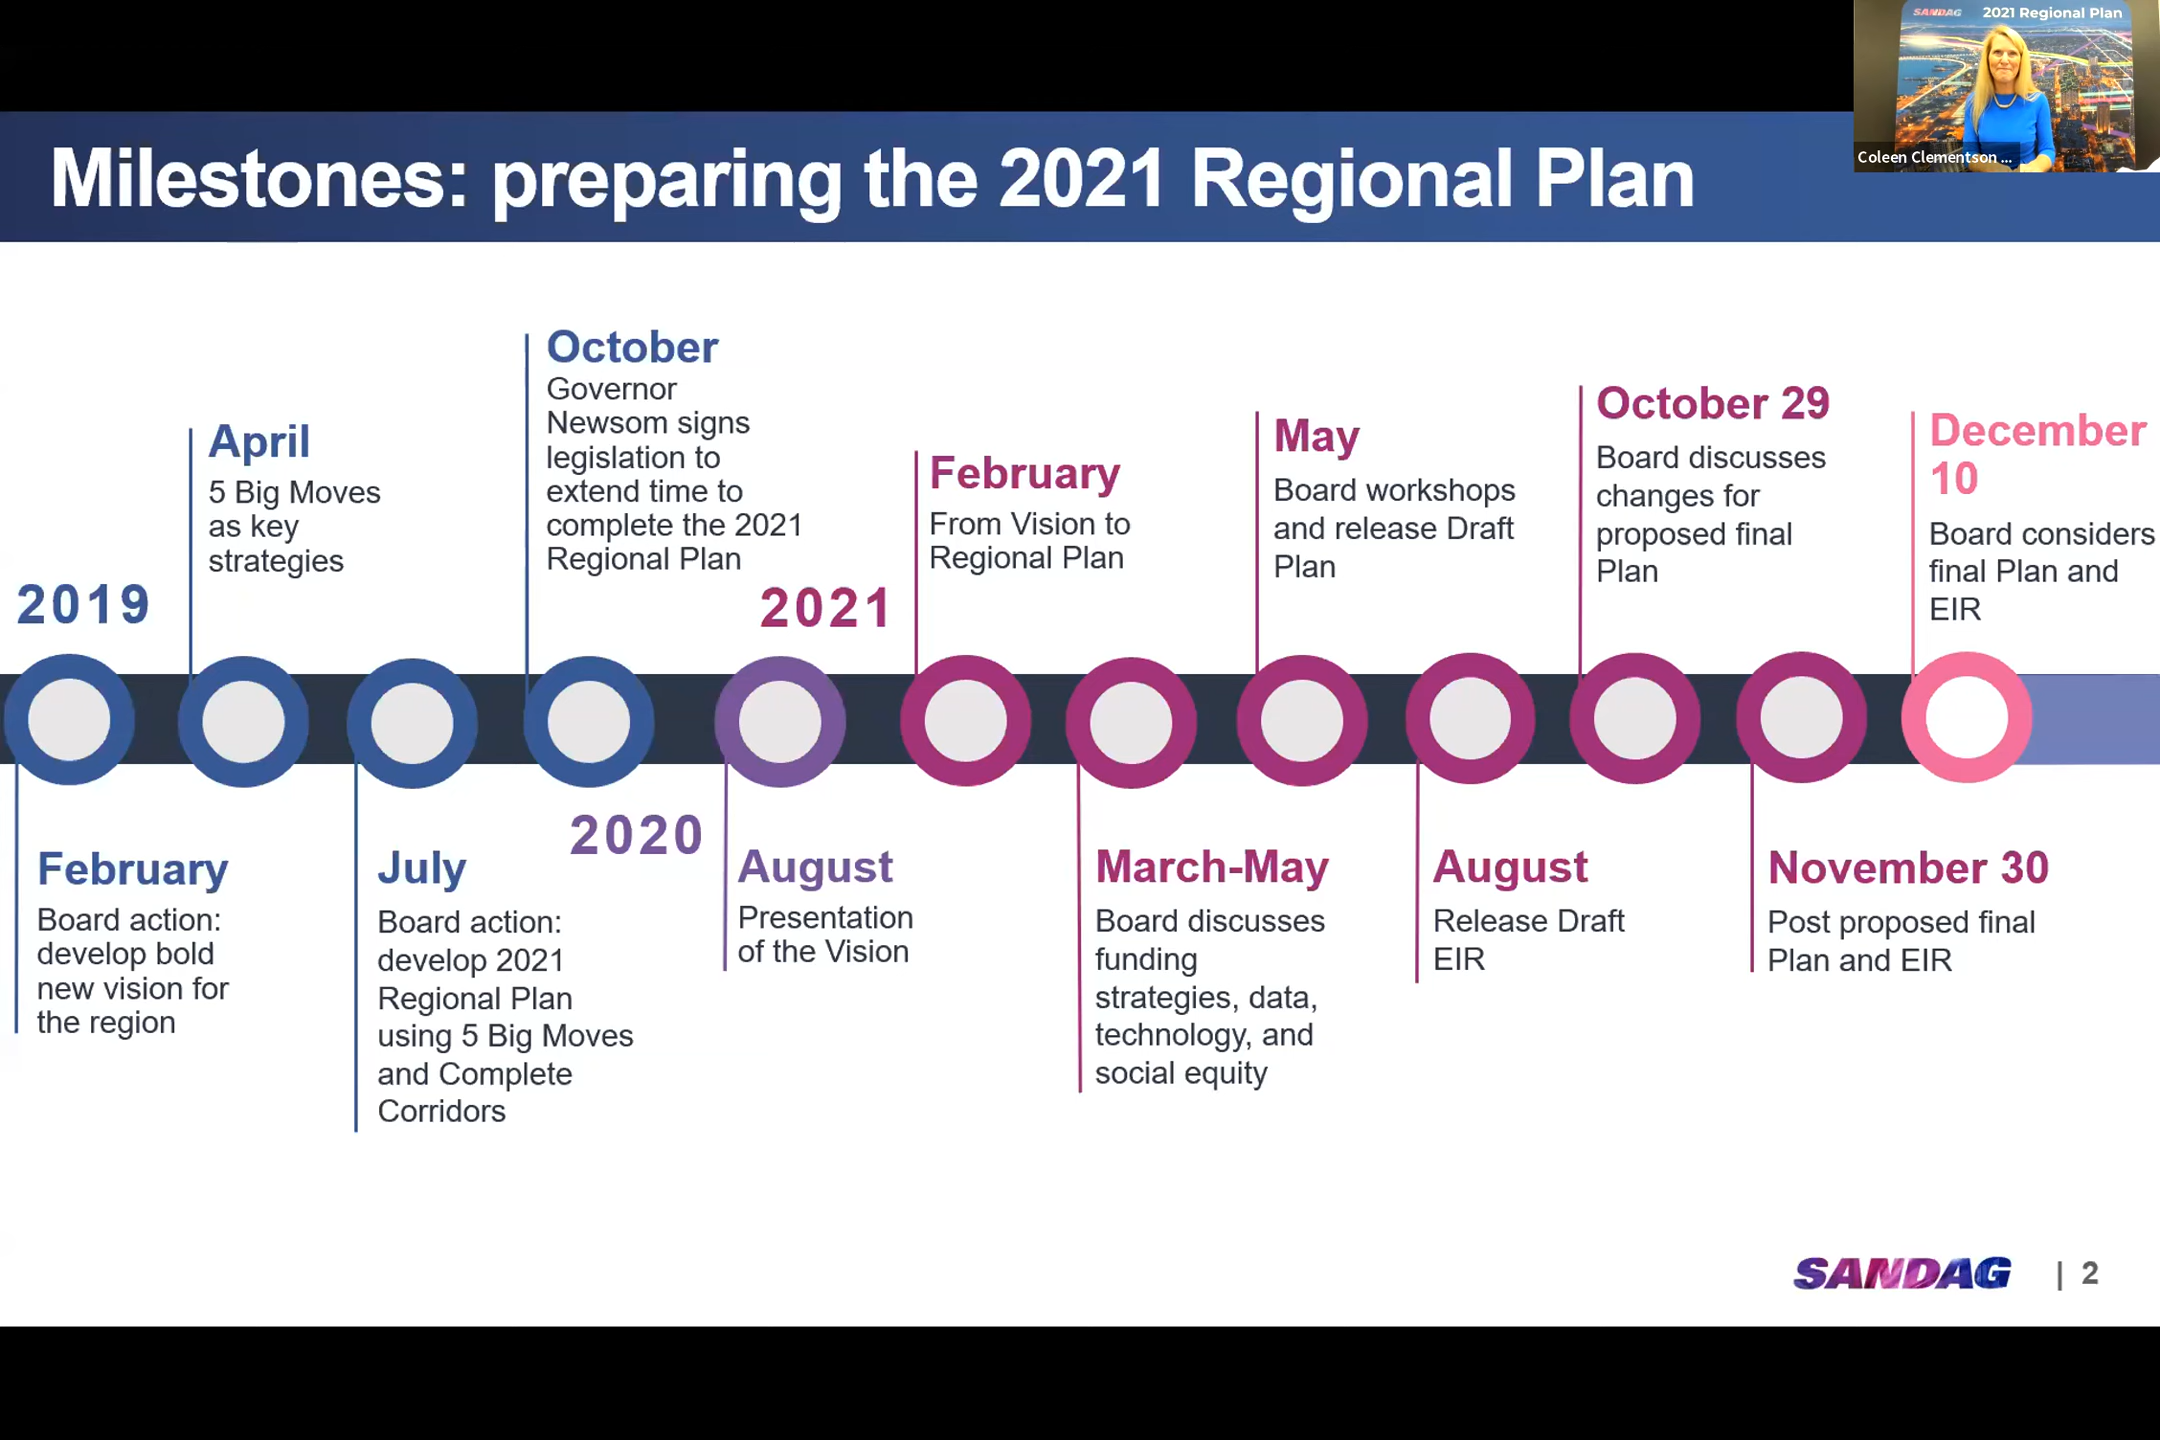 SANDAG 2021 Regional Plan
Coleen Clementson ...
Milestones: preparing the 2021 Regional Plan
2019
February
Board action:
develop bold
new vision for
the region
April
5 Big Moves
as key
strategies
July
Board action:
develop 2021
Regional Plan
using 5 Big Moves
and Complete
Corridors
October
Governor
Newsom signs
legislation to
extend time to
complete the 2021
Regional Plan
2020
August
Presentation
of the Vision
2021
February
From Vision to
Regional Plan
March-May
Board discusses
funding
strategies, data,
technology, and
social equity
May
Board workshops
and release Draft
Plan
August
Release Draft
EIR
October 29
Board discusses
changes for
proposed final
Plan
November 30
Post proposed final
Plan and EIR
December
10
Board considers
final Plan and
EIR
SANDAG | 2